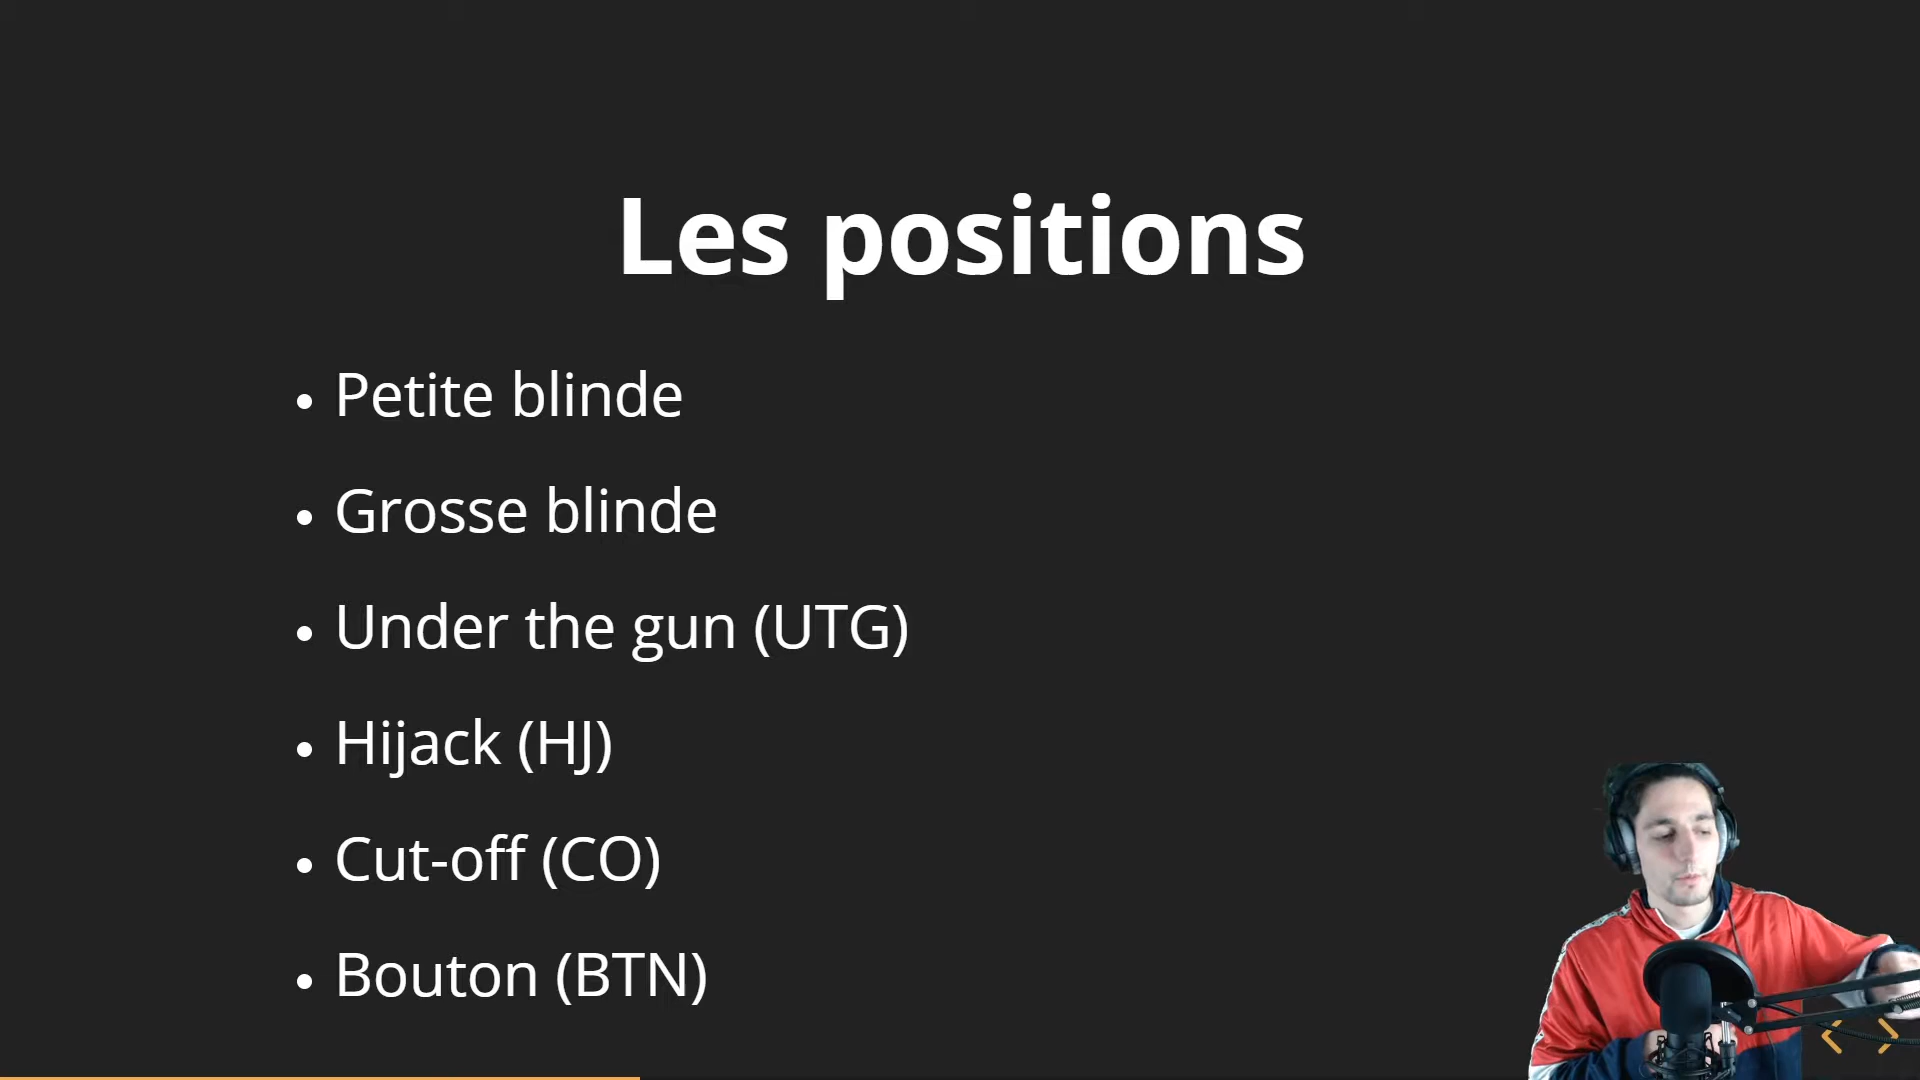 Les positions
Petite blinde
Grosse blinde
Under the gun (UTG)
Hijack (HJ)
Cut-off (CO)
Bouton (BTN)